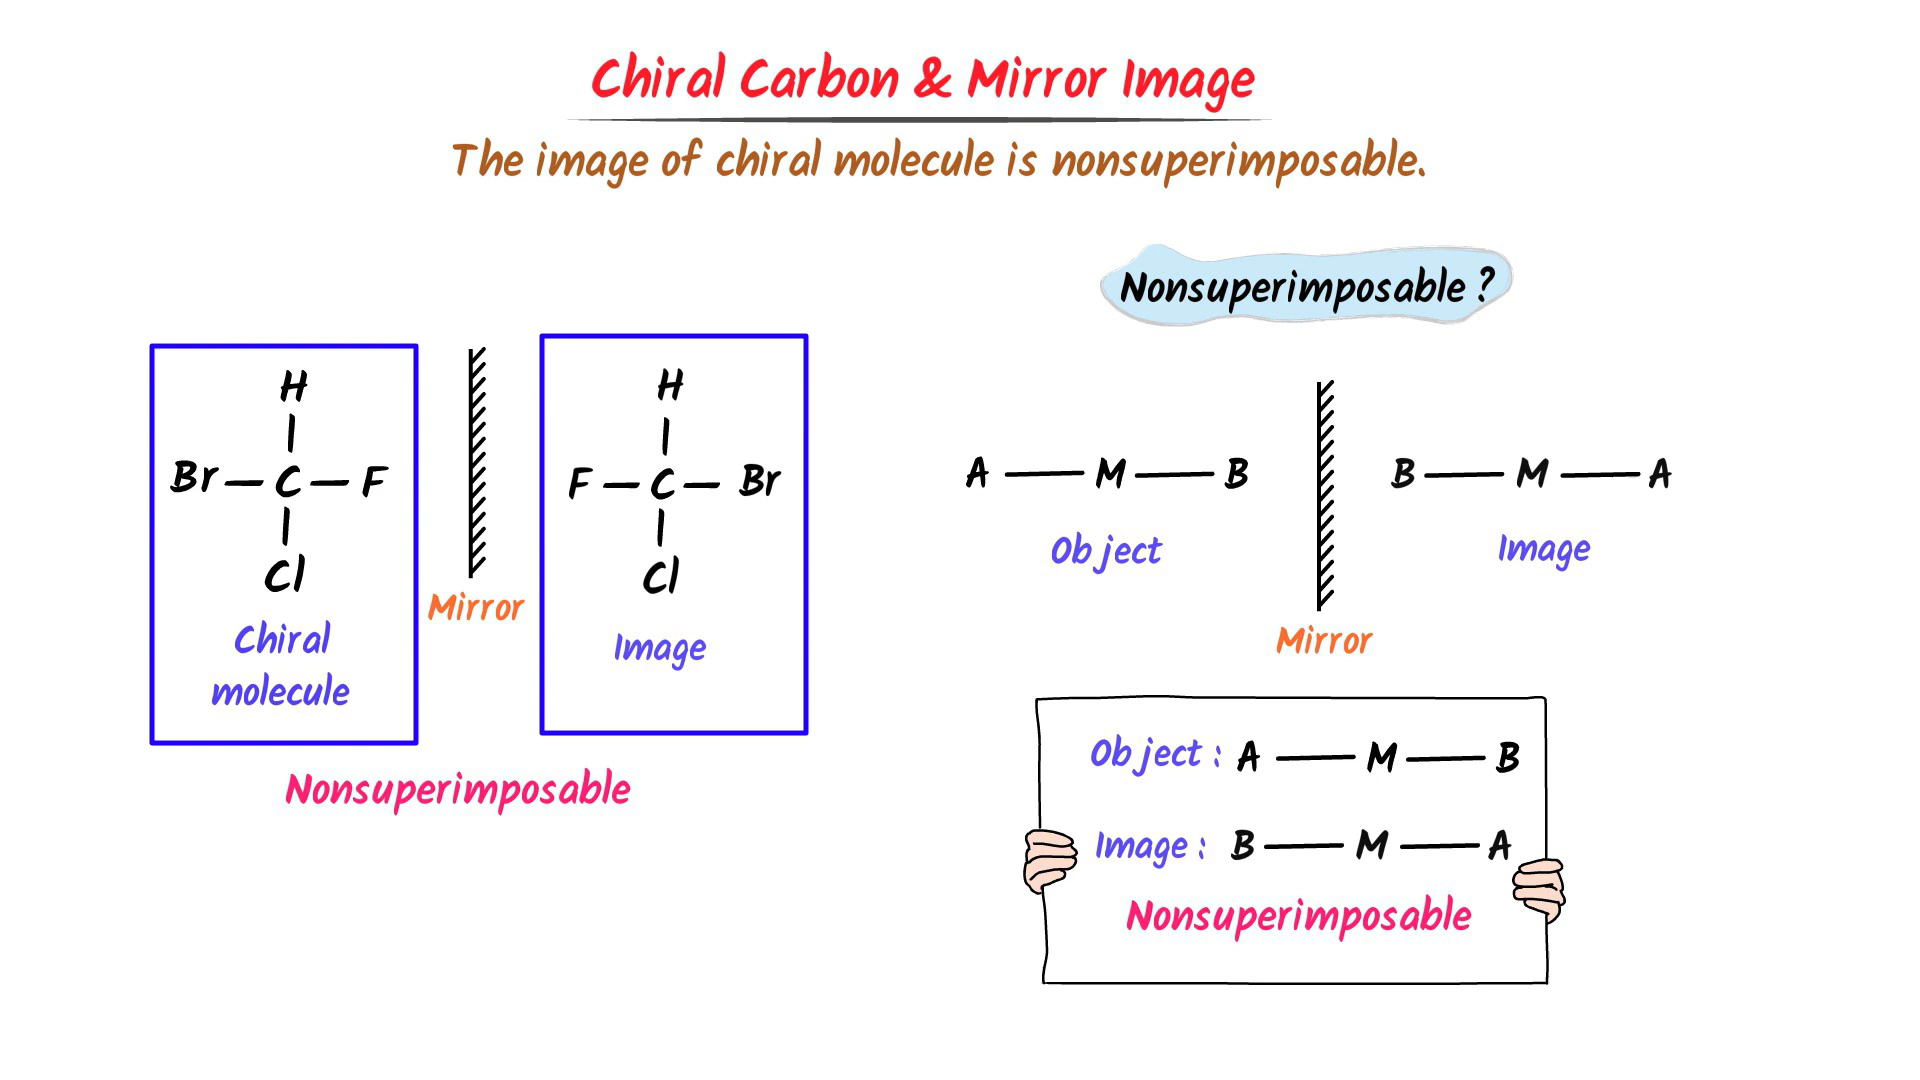 Chiral Carbon & Mirror Image
The image of chiral molecule is nonsuperimposable.
H
Br – C – F
Cl
Chiral
molecule
Mirror
H
F – C – Br
Cl
Image
Nonsuperimposable
Nonsuperimposable ?
A — M — B
Object
Mirror
B — M — A
Image
Object : A — M — B
Image : B — M — A
Nonsuperimposable